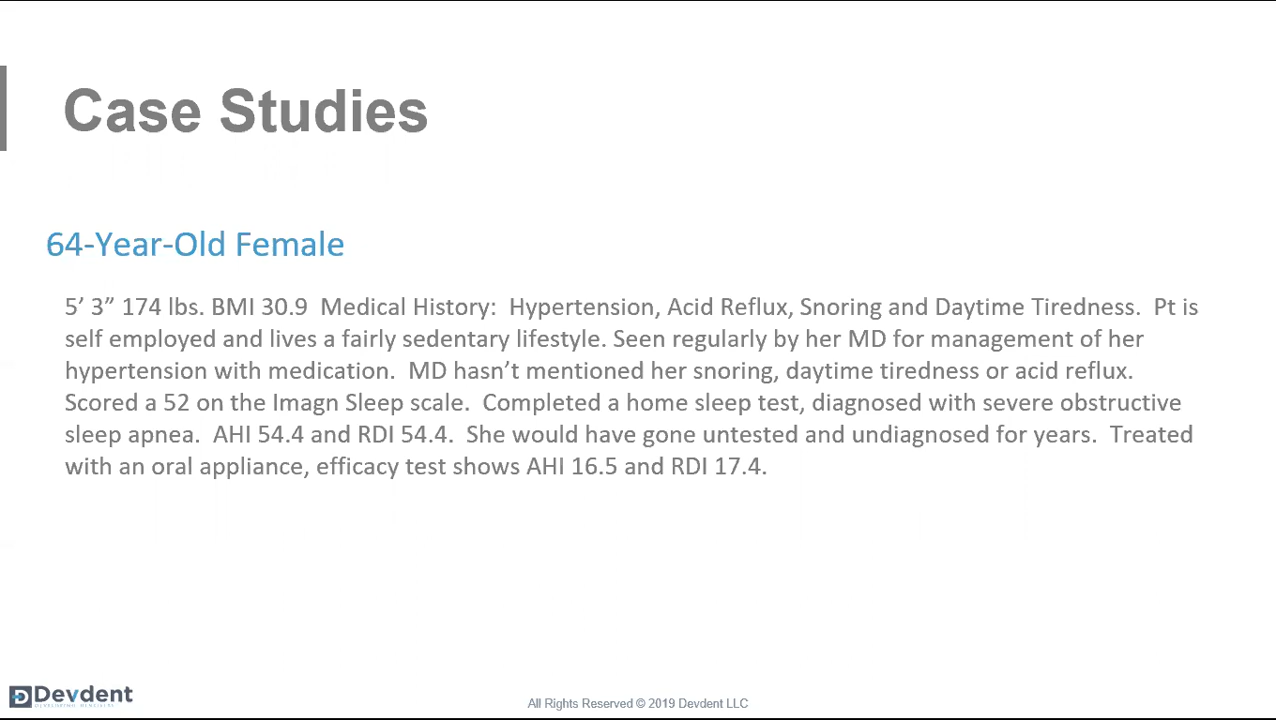 Case Studies
64-Year-Old Female
5’ 3” 174 lbs. BMI 30.9  Medical History:  Hypertension, Acid Reflux, Snoring and Daytime Tiredness.  Pt is
self employed and lives a fairly sedentary lifestyle. Seen regularly by her MD for management of her
hypertension with medication.  MD hasn’t mentioned her snoring, daytime tiredness or acid reflux.
Scored a 52 on the Imagn Sleep scale.  Completed a home sleep test, diagnosed with severe obstructive
sleep apnea.  AHI 54.4 and RDI 54.4.  She would have gone untested and undiagnosed for years.  Treated
with an oral appliance, efficacy test shows AHI 16.5 and RDI 17.4.
Devdent
All Rights Reserved © 2019 Devdent LLC